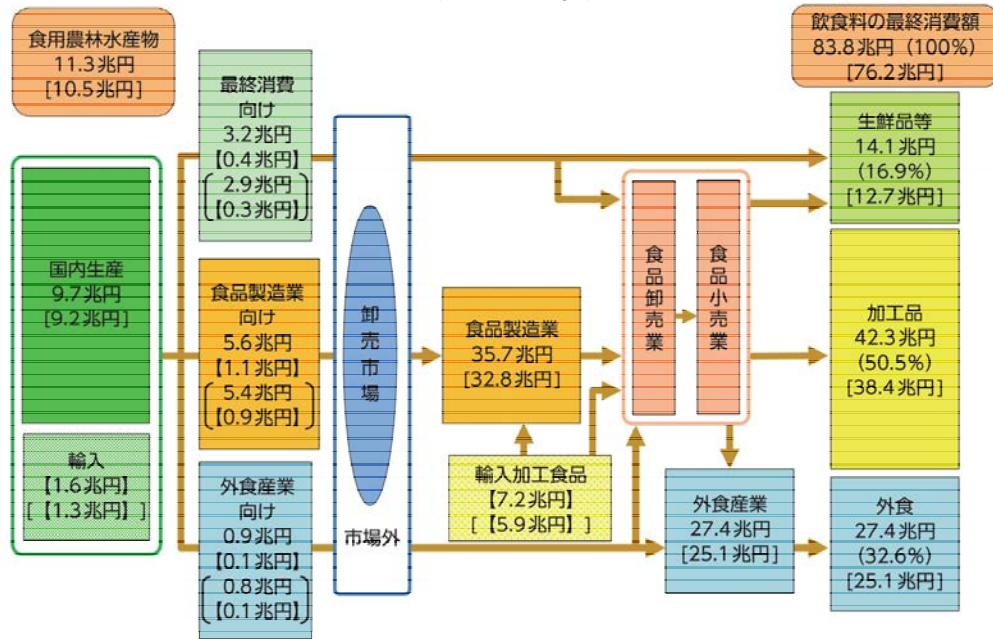 食用農林水産物
11.3兆円
[10.5兆円]
国内生産
9.7兆円
[9.2兆円]
輸入
【1.6兆円】
[【1.3兆円】]
最終消費
向け
3.2兆円
【0.4兆円】
(2.9兆円
【0.3兆円】)
食品製造業
向け
5.6兆円
【1.1兆円】
(5.4兆円
【0.9兆円】)
外食産業
向け
0.9兆円
【0.1兆円】
(0.8兆円
【0.1兆円】)
卸売市場
市場外
食品製造業
35.7兆円
[32.8兆円]
輸入加工食品
【7.2兆円】
[【5.9兆円】]
食品卸売業
食品小売業
外食産業
27.4兆円
[25.1兆円]
飲食料の最終消費額
83.8兆円 (100%)
[76.2兆円]
生鮮品等
14.1兆円
(16.9%)
[12.7兆円]
加工品
42.3兆円
(50.5%)
[38.4兆円]
外食
27.4兆円
(32.6%)
[25.1兆円]